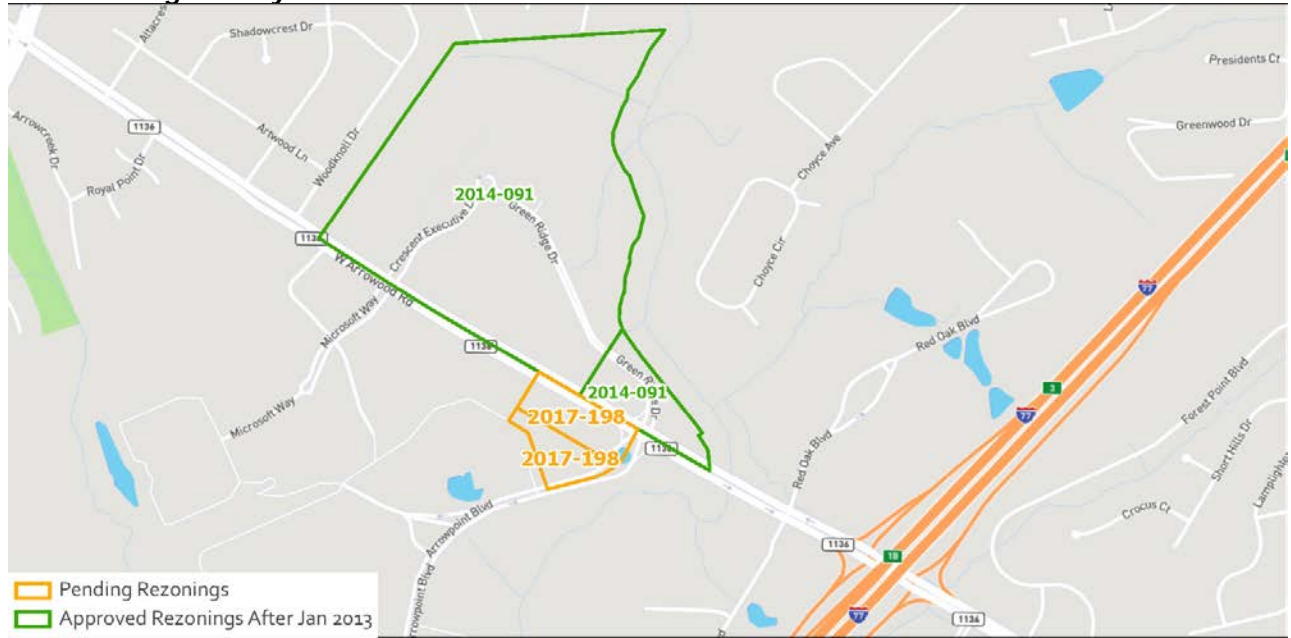 Shadowcrest Dr
Altacres
Presidents Ct
1136
Greenwood Dr
Arrowcreek Dr
Artwood Ln
Woodknoll Dr
Choyce Ave
Royal Point Dr
2014-091
Green Ridge Dr
Crescent Executive
1136
Choyce Cir
W Arrowood Rd
77
Microsoft Way
Red Oak Blvd
1136
Green
Dr
2014-091
3
77
Microsoft Way
2017-198
2017-198
1136
Forest Point Blvd
Short Hills Dr
Lamplighter
Red Oak Blvd
Arrowpoint Blvd
Crocus Ct
1136
1B
Pending Rezonings
Approved Rezonings After Jan 2013
Arrowpoint Blvd
77
1136